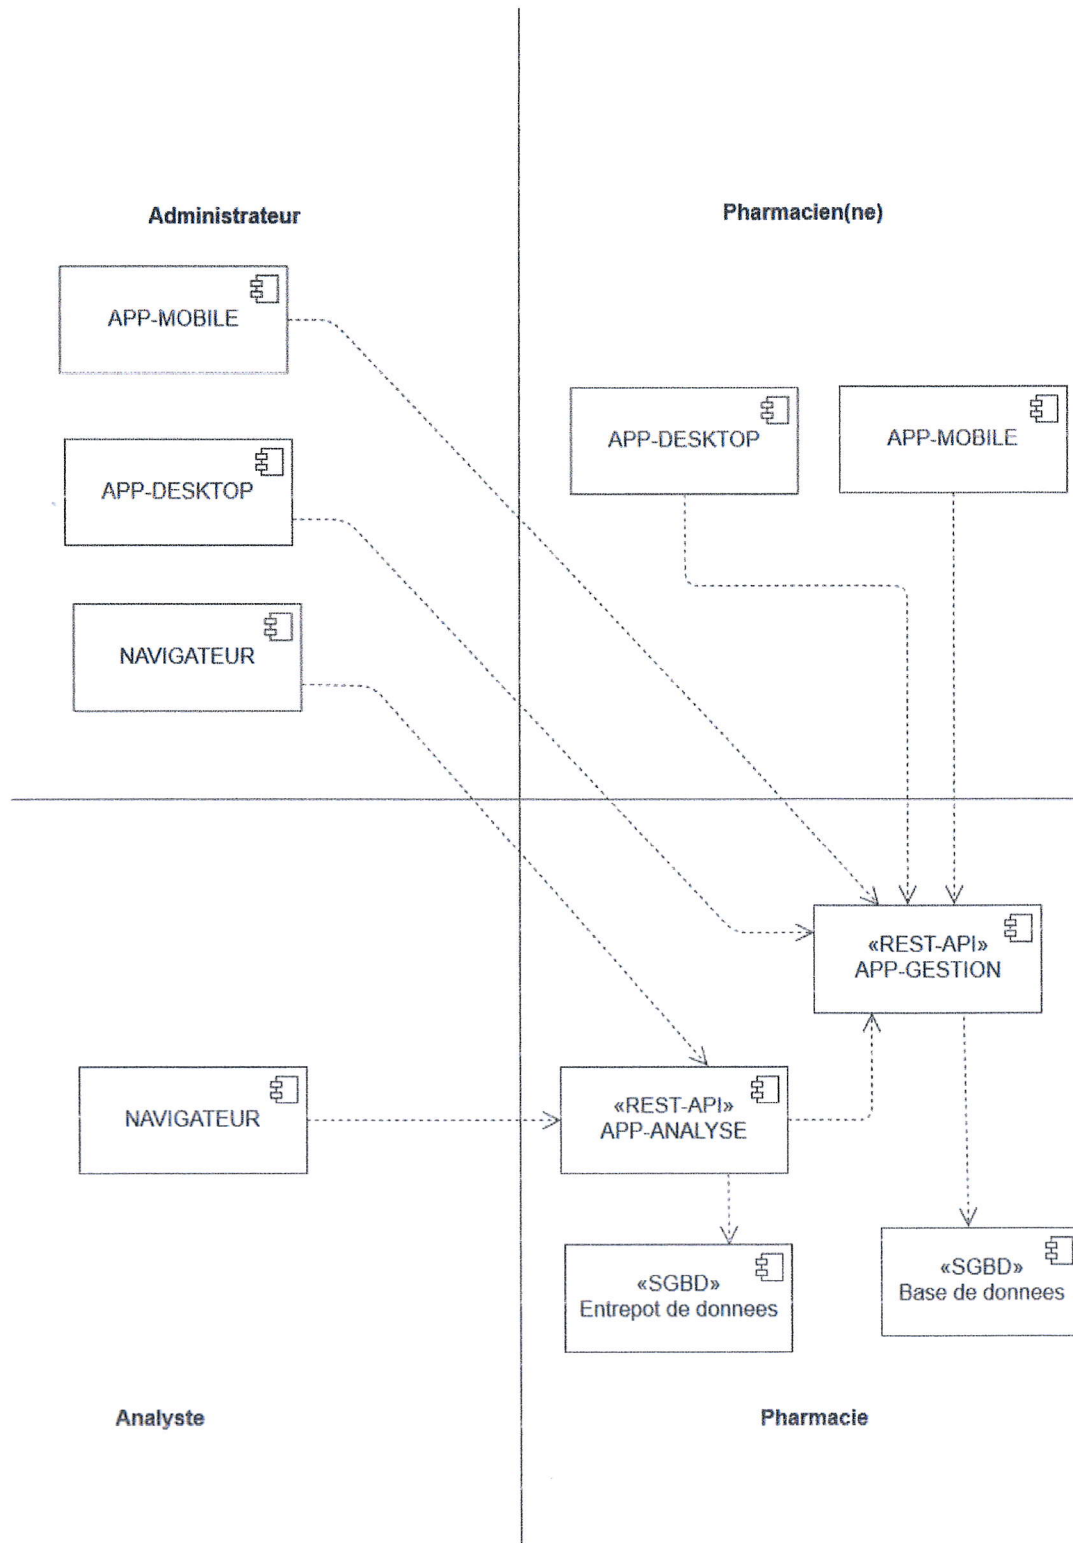 Administrateur
Pharmacien(ne)
APP-MOBILE
APP-DESKTOP
NAVIGATEUR
APP-DESKTOP
APP-MOBILE
«REST-API»
APP-GESTION
NAVIGATEUR
«REST-API»
APP-ANALYSE
«SGBD»
Entrepot de donnees
«SGBD»
Base de donnees
Analyste
Pharmacie